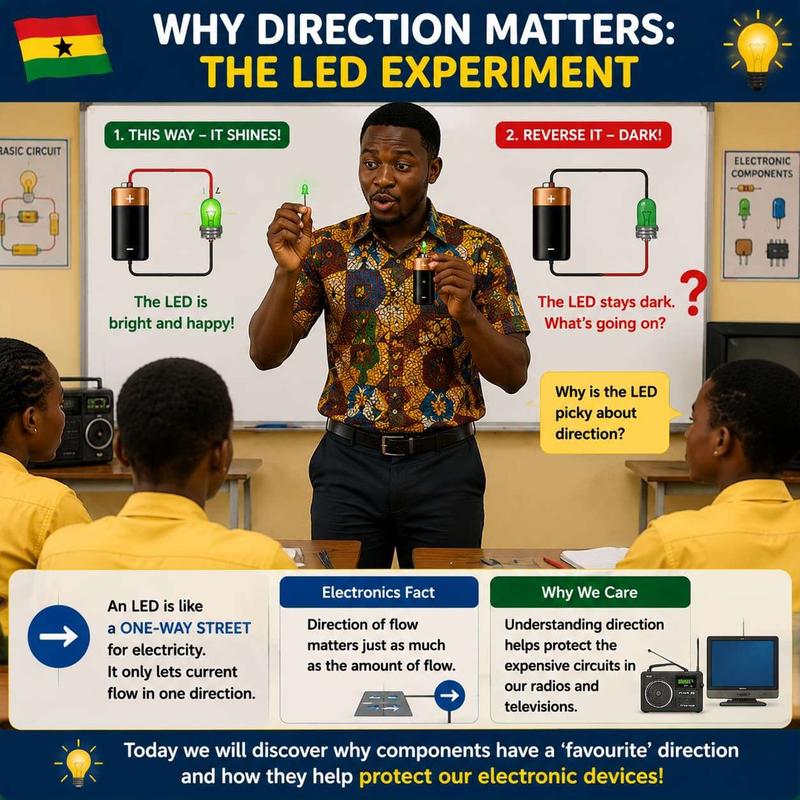 WHY DIRECTION MATTERS:
THE LED EXPERIMENT
BASIC CIRCUIT
1. THIS WAY – IT SHINES!
2. REVERSE IT – DARK!
ELECTRONIC
COMPONENTS
+
-
+
-
The LED is
bright and happy!
The LED stays dark.
What's going on?
?
Why is the LED
picky about
direction?
An LED is like
a ONE-WAY STREET
for electricity.
It only lets current
flow in one direction.
Electronics Fact
Direction of flow
matters just as much
as the amount of flow.
Why We Care
Understanding direction
helps protect the
expensive circuits in
our radios and
televisions.
Today we will discover why components have a ‘favourite’ direction
and how they help protect our electronic devices!